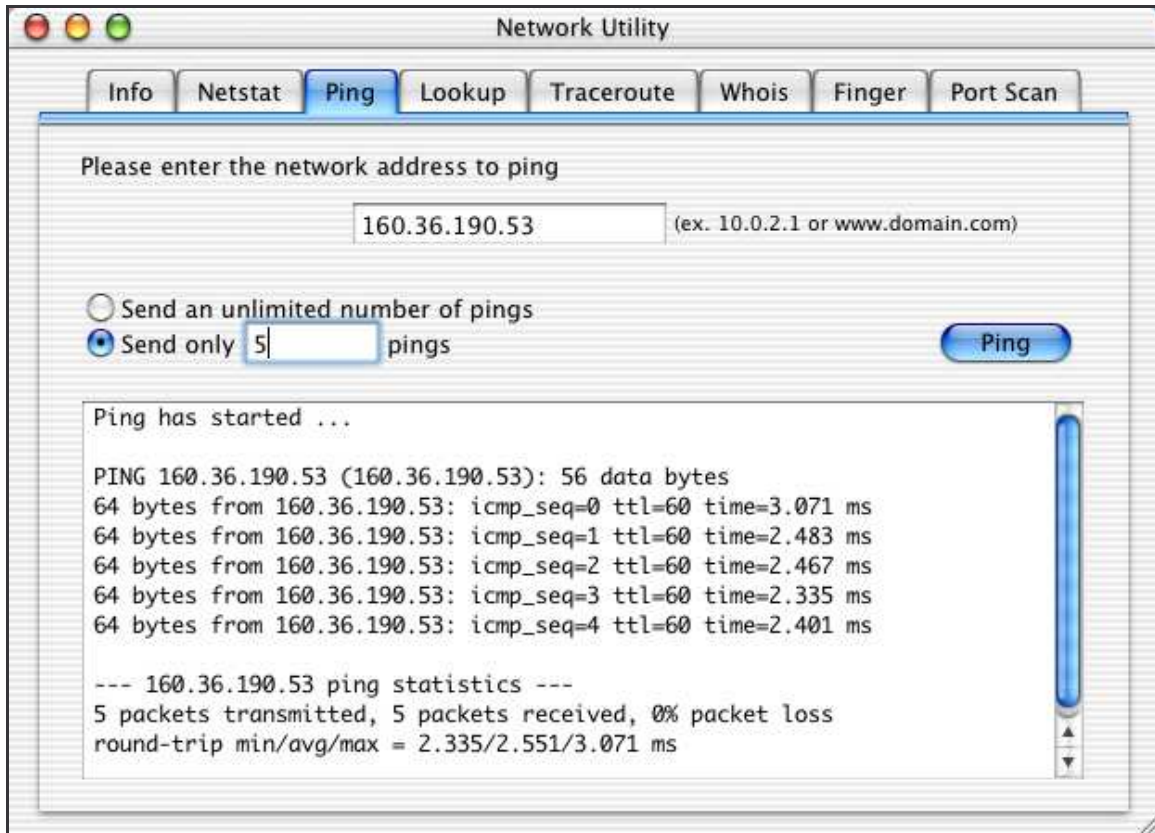 Network Utility
Info Netstat Ping Lookup Traceroute Whois Finger Port Scan
Please enter the network address to ping
160.36.190.53 (ex. 10.0.2.1 or www.domain.com)
Send an unlimited number of pings
Send only 5 pings
Ping
Ping has started ...
PING 160.36.190.53 (160.36.190.53): 56 data bytes
64 bytes from 160.36.190.53: icmp_seq=0 ttl=60 time=3.071 ms
64 bytes from 160.36.190.53: icmp_seq=1 ttl=60 time=2.483 ms
64 bytes from 160.36.190.53: icmp_seq=2 ttl=60 time=2.467 ms
64 bytes from 160.36.190.53: icmp_seq=3 ttl=60 time=2.335 ms
64 bytes from 160.36.190.53: icmp_seq=4 ttl=60 time=2.401 ms
--- 160.36.190.53 ping statistics ---
5 packets transmitted, 5 packets received, 0% packet loss
round-trip min/avg/max = 2.335/2.551/3.071 ms